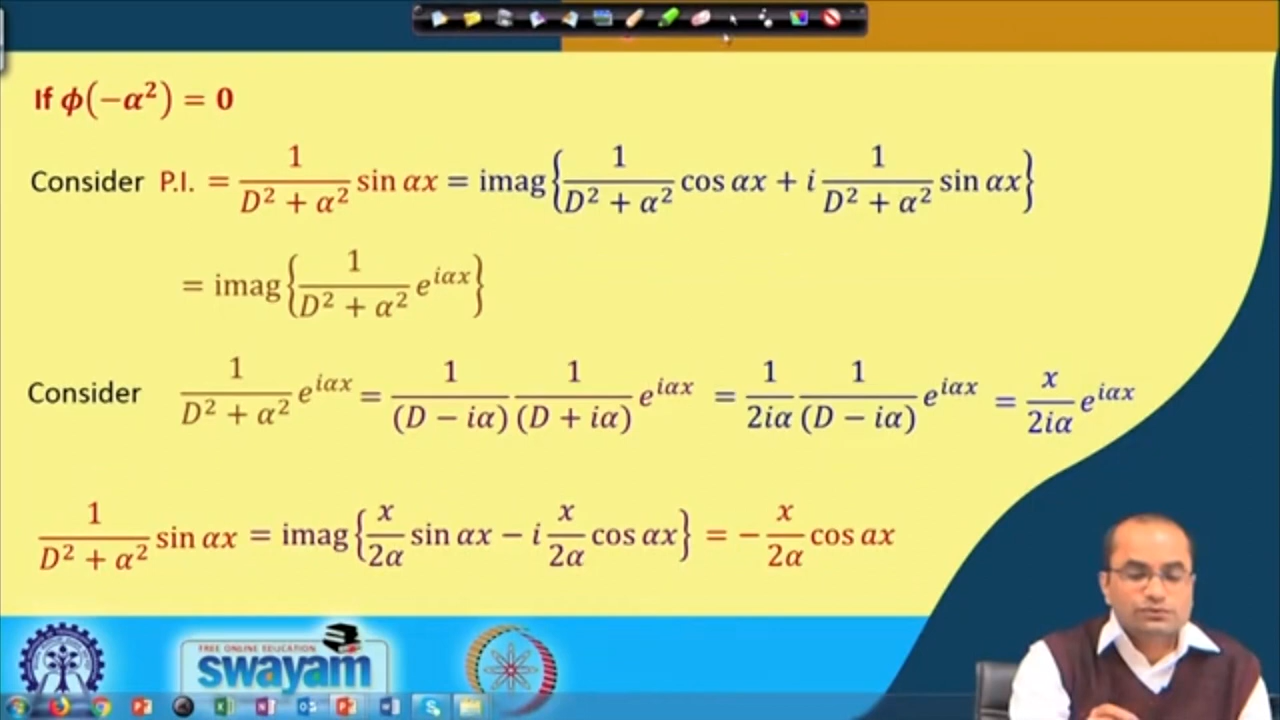 If ϕ(−α²) = 0
Consider P.I. = 1/(D² + α²) sin αx = imag{1/(D² + α²) cos αx + i 1/(D² + α²) sin αx}
= imag{1/(D² + α²) e^{iαx}}
Consider 1/(D² + α²) e^{iαx} = 1/(D − iα) 1/(D + iα) e^{iαx} = 1/2iα 1/(D − iα) e^{iαx} = x/2iα e^{iαx}
1/(D² + α²) sin αx = imag{x/2α sin αx − i x/2α cos αx} = − x/2α cos ax
FREE ONLINE EDUCATION
swayam